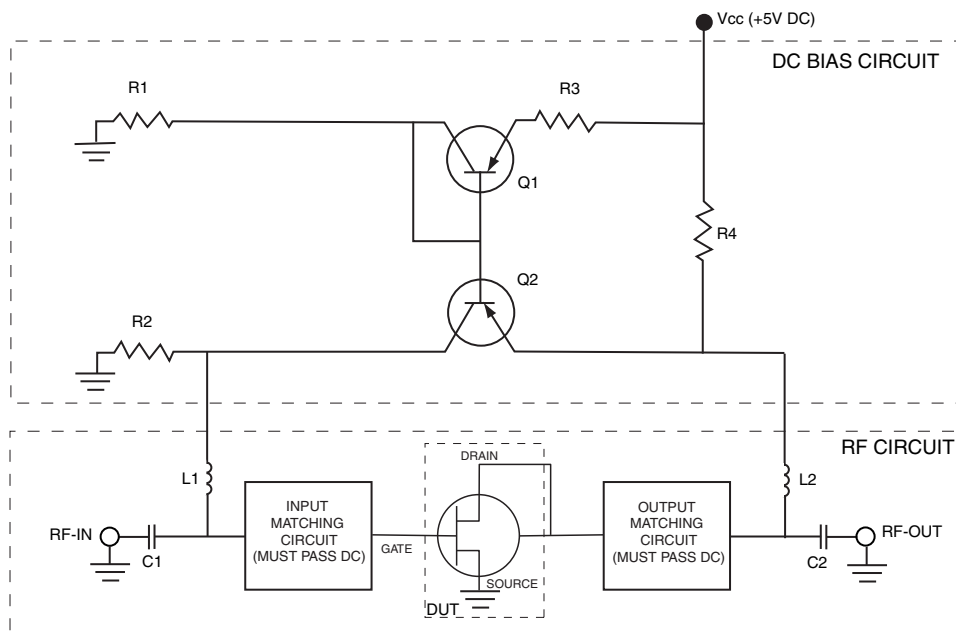 Vcc (+5V DC)
DC BIAS CIRCUIT
R1
R3
Q1
R4
Q2
R2
RF CIRCUIT
DRAIN
L1
L2
INPUT
MATCHING
CIRCUIT
(MUST PASS DC)
OUTPUT
MATCHING
CIRCUIT
(MUST PASS DC)
RF-IN
RF-OUT
C1
GATE
C2
SOURCE
DUT